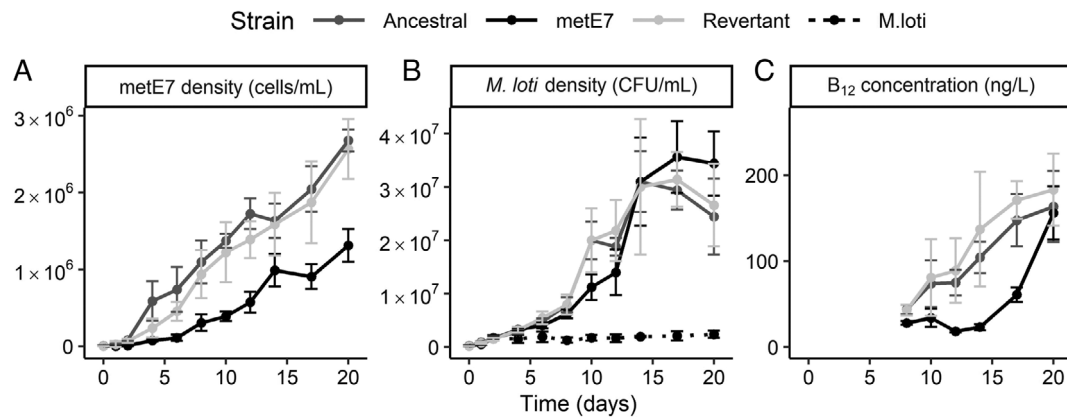 Strain Ancestral metE7 Revertant M.loti
A B C
metE7 density (cells/mL) M. loti density (CFU/mL) B₁₂ concentration (ng/L)
3 × 10⁶
2 × 10⁶
1 × 10⁶
0
4 × 10⁷
3 × 10⁷
2 × 10⁷
1 × 10⁷
0
200
100
0
0 5 10 15 20 0 5 10 15 20 0 5 10 15 20
Time (days)